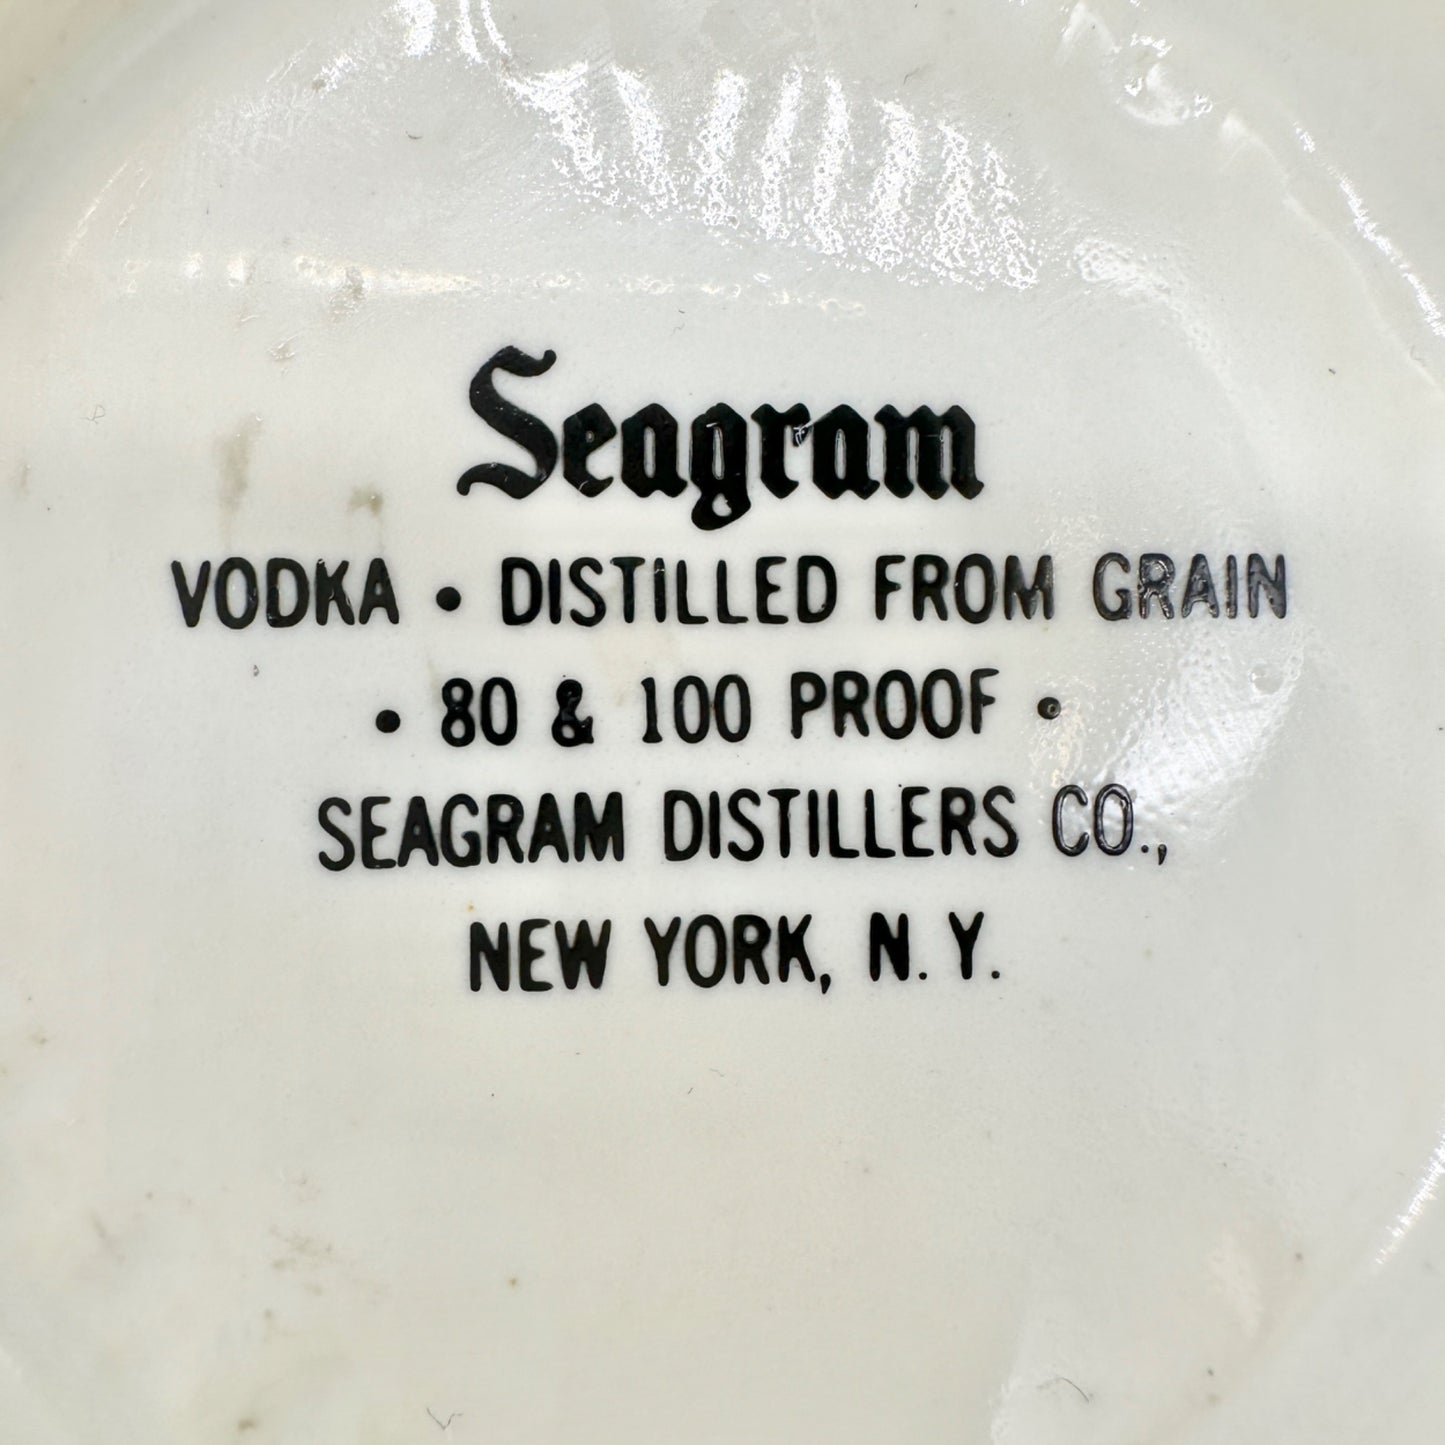 Seagram
VODKA • DISTILLED FROM GRAIN
• 80 & 100 PROOF •
SEAGRAM DISTILLERS CO.,
NEW YORK, N.Y.